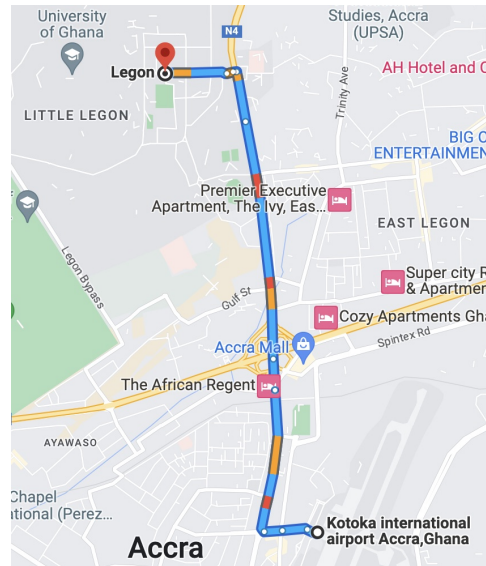 University
of Ghana
N4
Studies, Accra
(UPSA)
Legon
AH Hotel and C
Trinity Ave
LITTLE LEGON
BIG C
ENTERTAINMEN
Premier Executive
Apartment, The Ivy, Eas...
EAST LEGON
Legon Bypass
Super city R
& Apartmer
Gulf St
Cozy Apartments Gha
Accra Mall
Spintex Rd
The African Regent
AYAWASO
Chapel
ational (Perez...
Kotoka international
airport Accra,Ghana
Accra